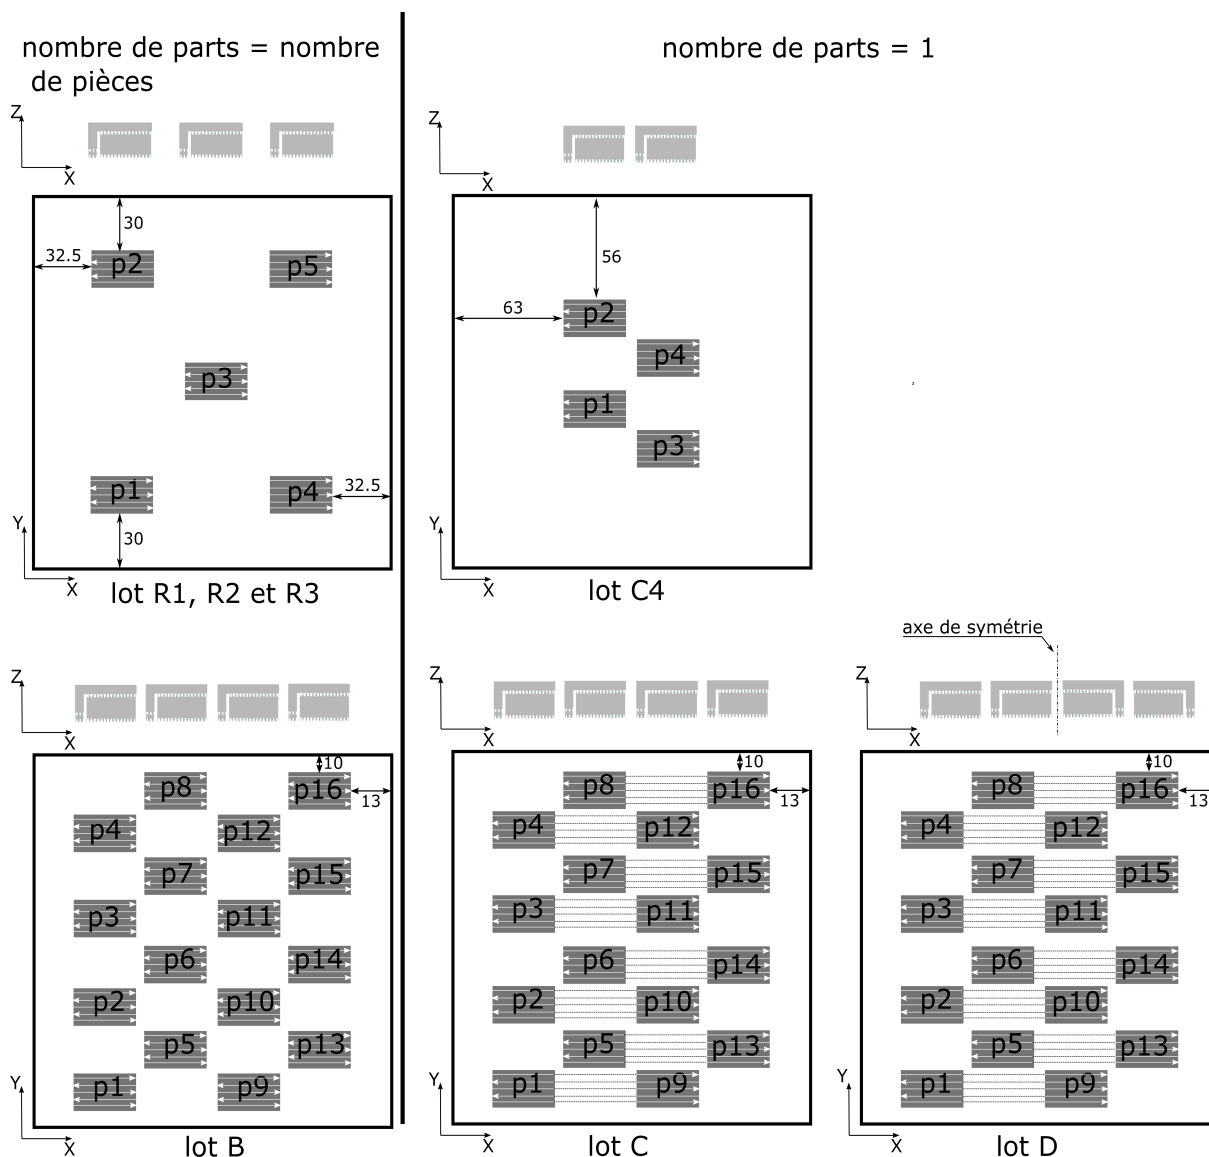 nombre de parts = nombre
de pièces
nombre de parts = 1
Z
X
30
32.5
p2
p5
p3
p1
p4
32.5
30
Y
X
lot R1, R2 et R3
Z
X
56
63
p2
p4
p1
p3
Y
X
lot C4
Z
X
10
p8
p16
13
p4
p12
p7
p15
p3
p11
p6
p14
p2
p10
p5
p13
p1
p9
Y
X
lot B
Z
X
10
p8
p16
13
p4
p12
p7
p15
p3
p11
p6
p14
p2
p10
p5
p13
p1
p9
Y
X
lot C
axe de symétrie
Z
X
10
p8
p16
13
p4
p12
p7
p15
p3
p11
p6
p14
p2
p10
p5
p13
p1
p9
Y
X
lot D